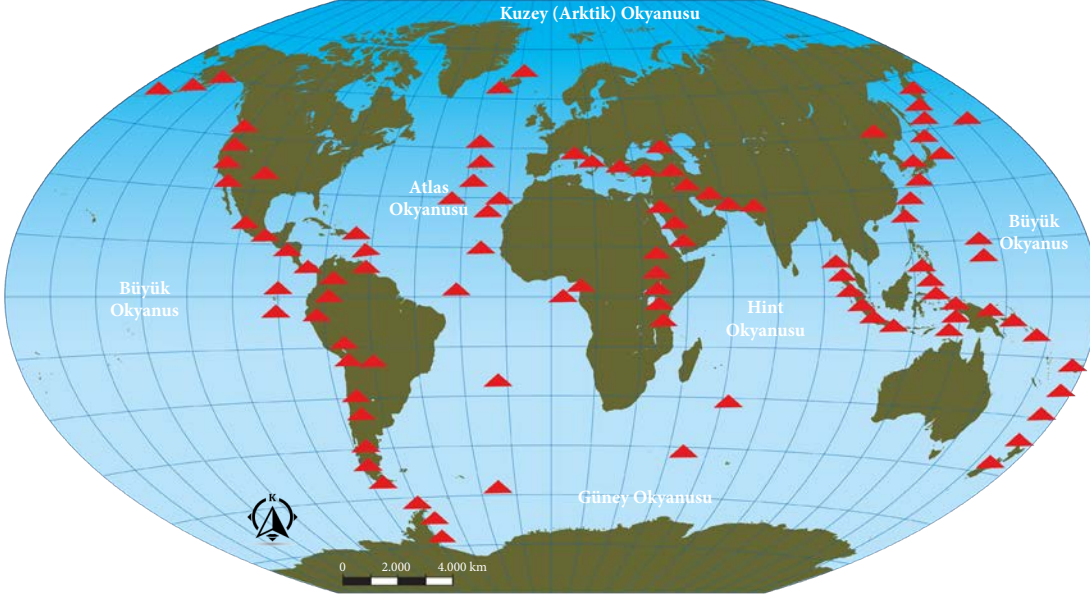 Kuzey (Arktik) Okyanusu
Atlas
Okyanusu
Büyük
Okyanus
Büyük
Okyanus
Hint
Okyanusu
Güney Okyanusu
K
0 2.000 4.000 km